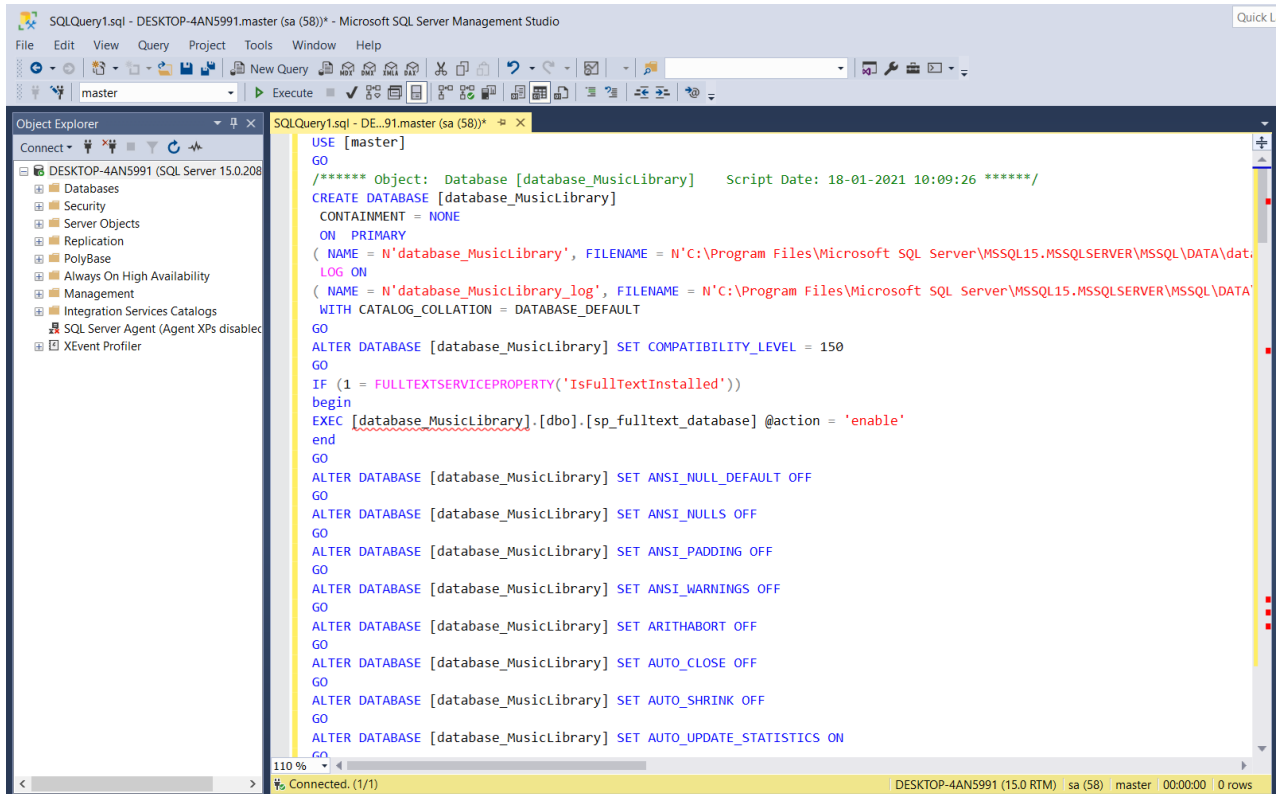 SQLQuery1.sql - DESKTOP-4AN5991.master (sa (58))* - Microsoft SQL Server Management Studio
Quick L
File Edit View Query Project Tools Window Help
New Query MDX DMX XMLA DAX
master Execute
Object Explorer
SQLQuery1.sql - DE...91.master (sa (58))*
Connect
DESKTOP-4AN5991 (SQL Server 15.0.208
Databases
Security
Server Objects
Replication
PolyBase
Always On High Availability
Management
Integration Services Catalogs
SQL Server Agent (Agent XPs disabled
XEvent Profiler
USE [master]
GO
/****** Object:  Database [database_MusicLibrary]    Script Date: 18-01-2021 10:09:26 ******/
CREATE DATABASE [database_MusicLibrary]
CONTAINMENT = NONE
ON  PRIMARY
( NAME = N'database_MusicLibrary', FILENAME = N'C:\Program Files\Microsoft SQL Server\MSSQL15.MSSQLSERVER\MSSQL\DATA\dat
LOG ON
( NAME = N'database_MusicLibrary_log', FILENAME = N'C:\Program Files\Microsoft SQL Server\MSSQL15.MSSQLSERVER\MSSQL\DATA
WITH CATALOG_COLLATION = DATABASE_DEFAULT
GO
ALTER DATABASE [database_MusicLibrary] SET COMPATIBILITY_LEVEL = 150
GO
IF (1 = FULLTEXTSERVICEPROPERTY('IsFullTextInstalled'))
begin
EXEC [database_MusicLibrary].[dbo].[sp_fulltext_database] @action = 'enable'
end
GO
ALTER DATABASE [database_MusicLibrary] SET ANSI_NULL_DEFAULT OFF
GO
ALTER DATABASE [database_MusicLibrary] SET ANSI_NULLS OFF
GO
ALTER DATABASE [database_MusicLibrary] SET ANSI_PADDING OFF
GO
ALTER DATABASE [database_MusicLibrary] SET ANSI_WARNINGS OFF
GO
ALTER DATABASE [database_MusicLibrary] SET ARITHABORT OFF
GO
ALTER DATABASE [database_MusicLibrary] SET AUTO_CLOSE OFF
GO
ALTER DATABASE [database_MusicLibrary] SET AUTO_SHRINK OFF
GO
ALTER DATABASE [database_MusicLibrary] SET AUTO_UPDATE_STATISTICS ON
GO
110 %
Connected. (1/1)
DESKTOP-4AN5991 (15.0 RTM) sa (58) master 00:00:00 0 rows